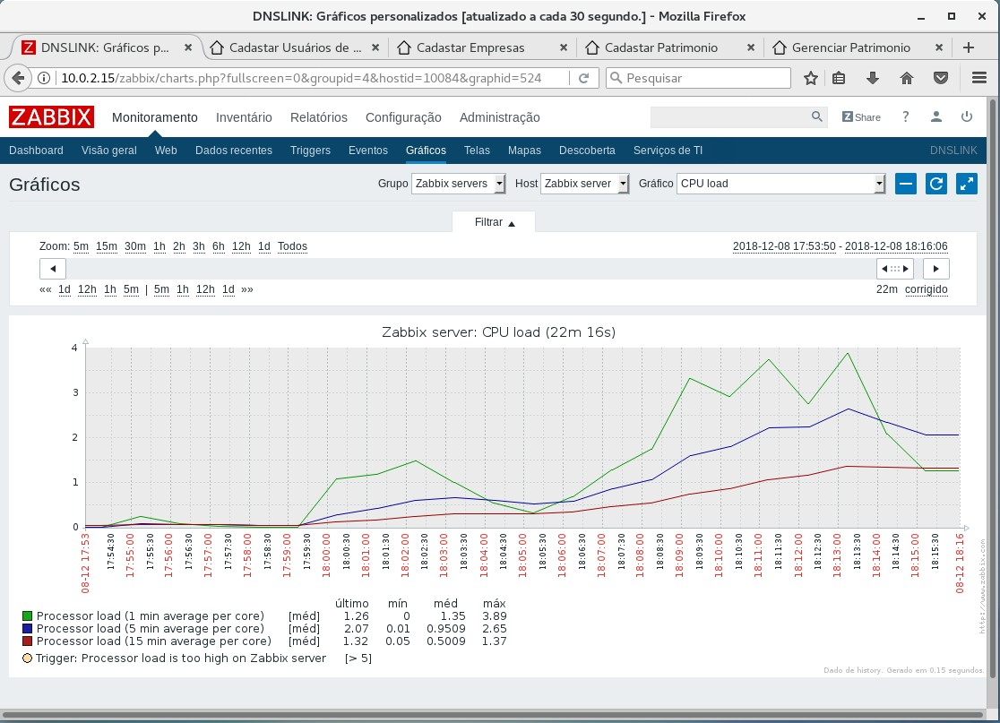 DNSLINK: Gráficos personalizados [atualizado a cada 30 segundo.] - Mozilla Firefox
Z DNSLINK: Gráficos p... Cadastar Usuários de ... Cadastar Empresas Cadastar Patrimonio Gerenciar Patrimonio
10.0.2.15/zabbix/charts.php?fullscreen=0&groupid=4&hostid=10084&graphid=524 Pesquisar
ZABBIX Monitoramento Inventário Relatórios Configuração Administração Z Share ?
Dashboard Visão geral Web Dados recentes Triggers Eventos Gráficos Telas Mapas Descoberta Serviços de TI DNSLINK
Gráficos Grupo Zabbix servers Host Zabbix server Gráfico CPU load
Filtrar
Zoom: 5m 15m 30m 1h 2h 3h 6h 12h 1d Todos 2018-12-08 17:53:50 - 2018-12-08 18:16:06
«« 1d 12h 1h 5m | 5m 1h 12h 1d »» 22m corrigido
Zabbix server: CPU load (22m 16s)
4
3
2
1
0
08-12 17:53 17:54:30 17:55:00 17:55:30 17:56:30 17:57:00 17:57:30 17:58:00 17:58:30 17:59:00 17:59:30 18:00:00 18:00:30 18:01:00 18:01:30 18:02:00 18:02:30 18:03:00 18:03:30 18:04:00 18:04:30 18:05:00 18:05:30 18:06:00 18:06:30 18:07:00 18:07:30 18:08:00 18:08:30 18:09:00 18:09:30 18:10:00 18:10:30 18:11:00 18:11:30 18:12:00 18:12:30 18:13:00 18:13:30 18:14:00 18:14:30 18:15:00 18:15:30 08-12 18:16
http://www.zabbix.com
último mín méd máx
Processor load (1 min average per core) [méd] 1.26 0 1.35 3.89
Processor load (5 min average per core) [méd] 2.07 0.01 0.9509 2.65
Processor load (15 min average per core) [méd] 1.32 0.05 0.5009 1.37
Trigger: Processor load is too high on Zabbix server [> 5]
Dado de history. Gerado em 0.15 segundos.